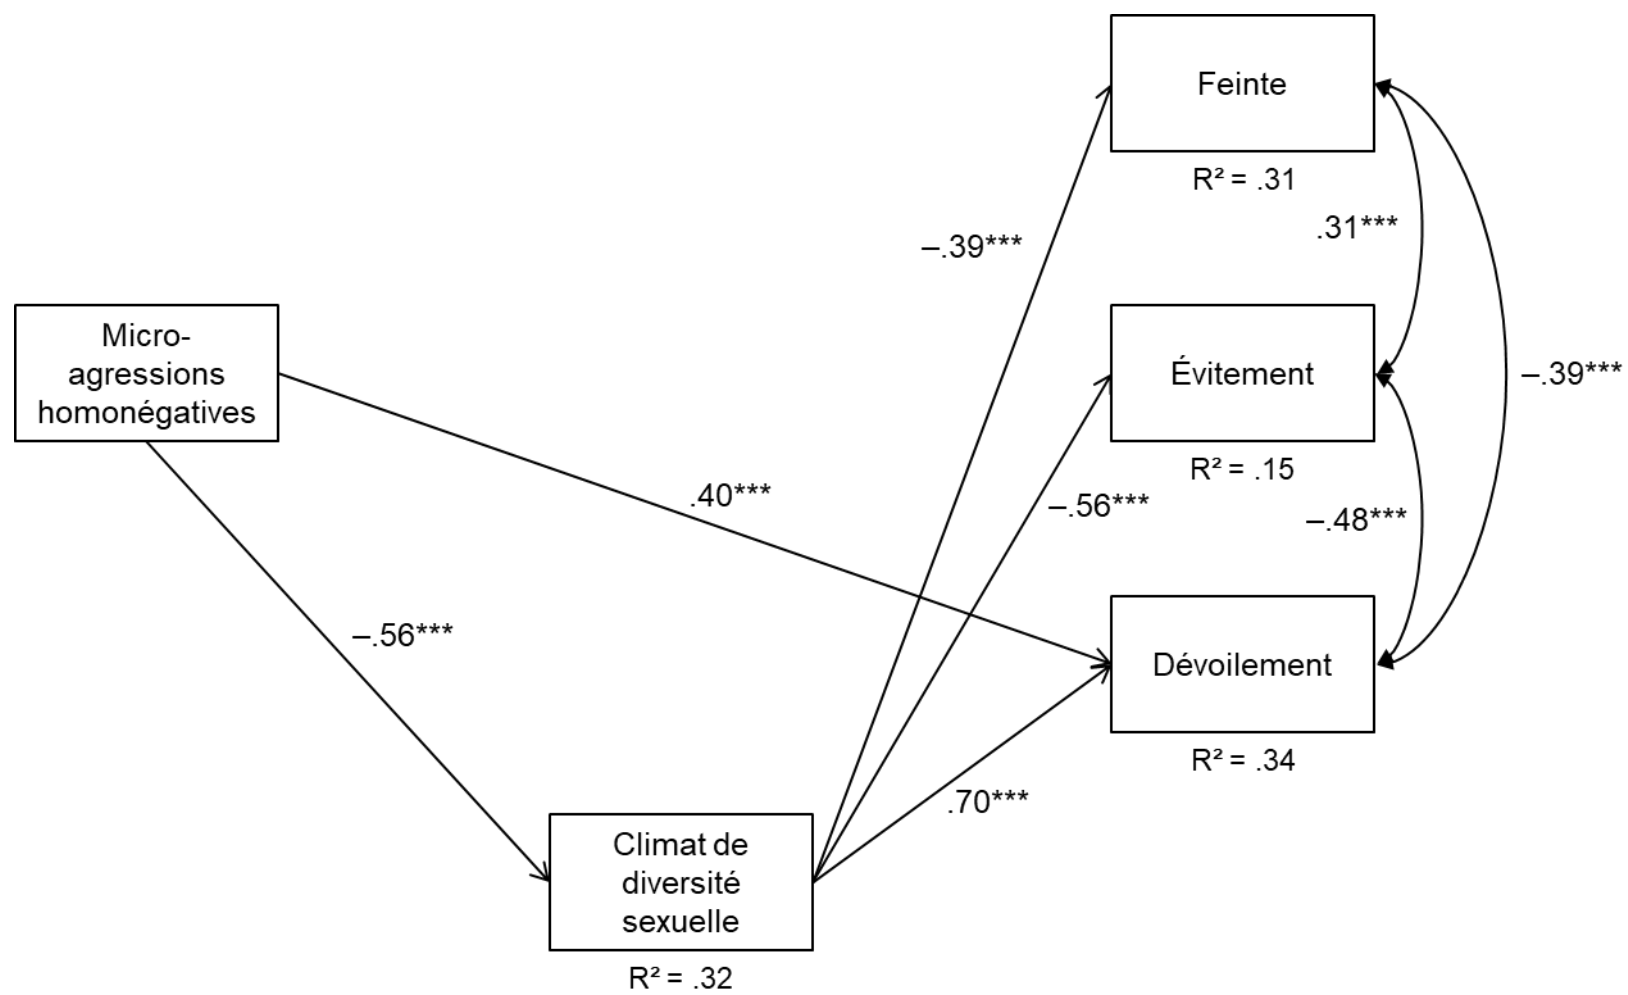 Feinte
R² = .31
.31***
–.39***
Micro-
agressions
homonégatives
Évitement
–.39***
R² = .15
.40***
–.56***
–.48***
–.56***
Dévoilement
R² = .34
.70***
Climat de
diversité
sexuelle
R² = .32